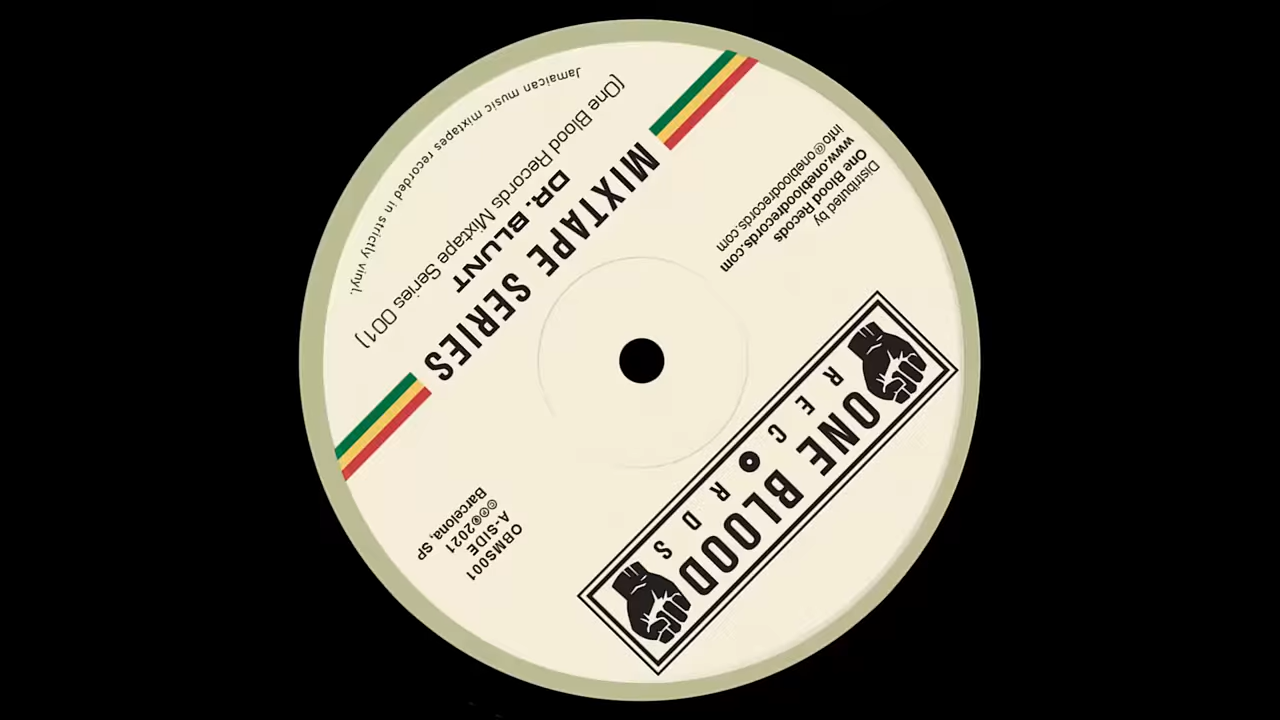 ONE BLOOD
RECORDS
Distributed by
One Blood Recods
www.onebloodrecords.com
info@onebloodrecords.com
OBMS001
A-SIDE
©℗®2021
Barcelona, SP
MIXTAPE SERIES
DR. BLUNT
(One Blood Records Mixtape Series 001)
Jamaican music mixtapes recorded in strictly vinyl.